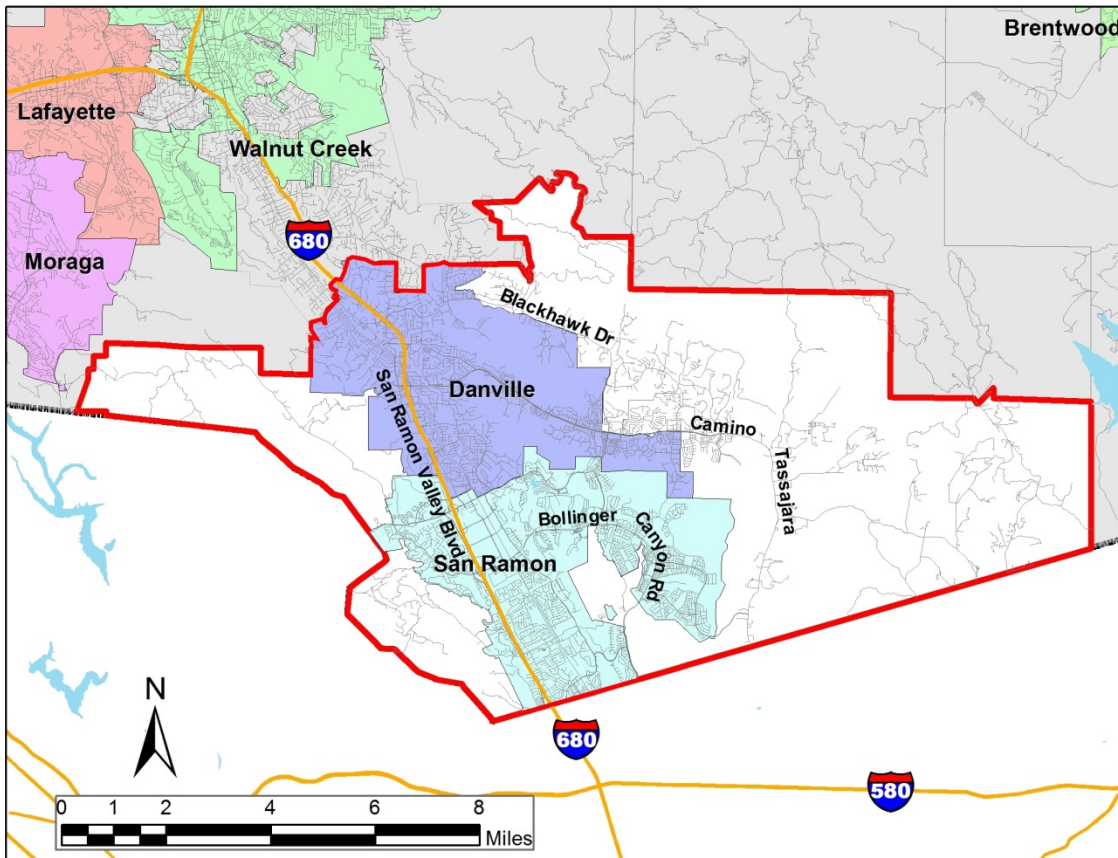 Brentwood
Lafayette
Walnut Creek
680
Moraga
Blackhawk Dr
Danville
San Ramon Valley Blvd
Camino
Tassajara
Bollinger
Canyon Rd
San Ramon
N
680
580
0 1 2 4 6 8
Miles